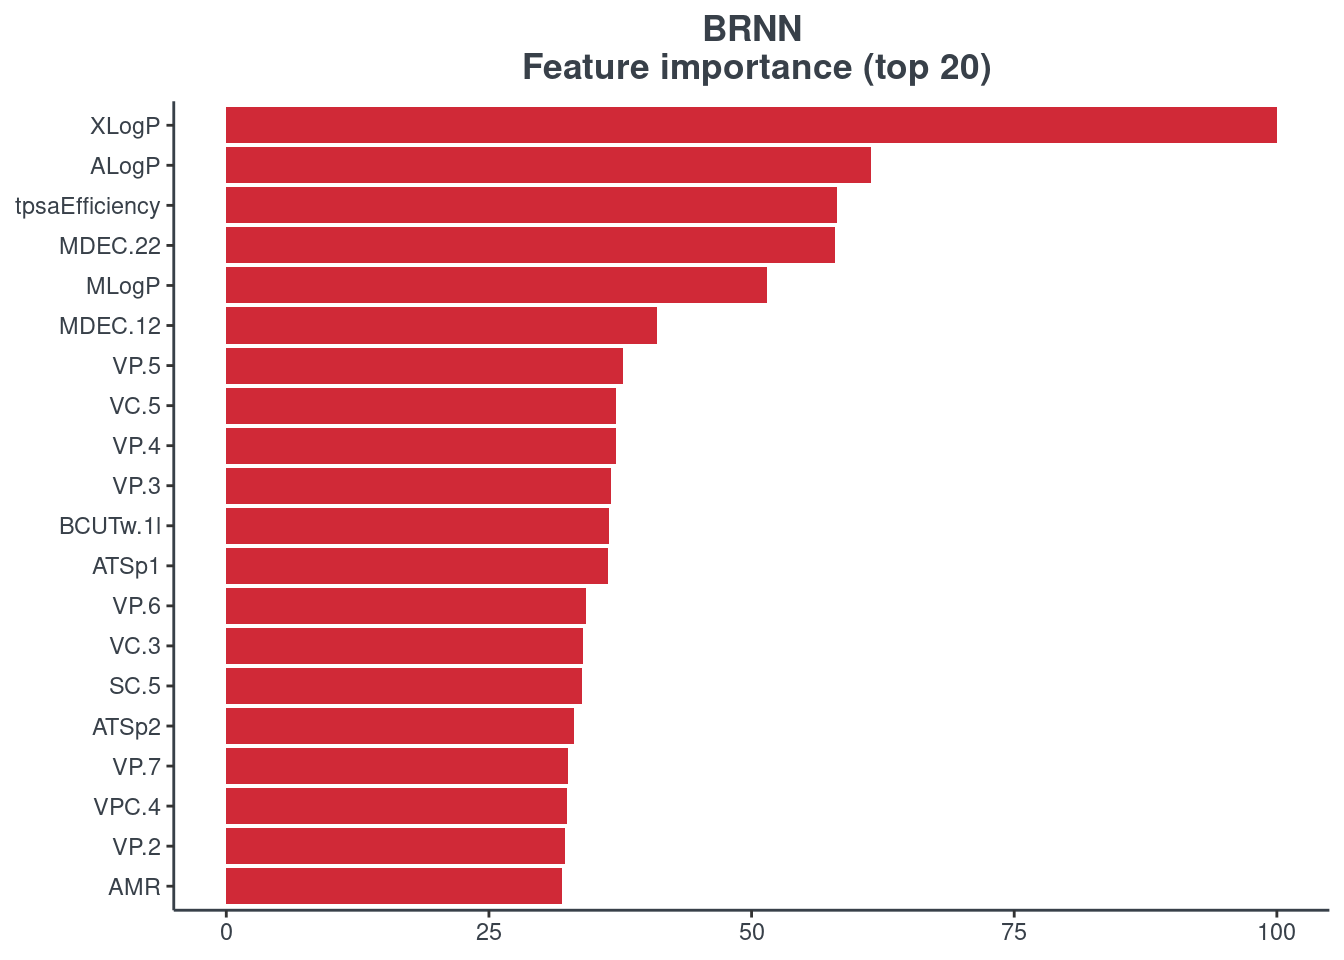 BRNN
Feature importance (top 20)
XLogP
ALogP
tpsaEfficiency
MDEC.22
MLogP
MDEC.12
VP.5
VC.5
VP.4
VP.3
BCUTw.1l
ATSp1
VP.6
VC.3
SC.5
ATSp2
VP.7
VPC.4
VP.2
AMR
0 25 50 75 100